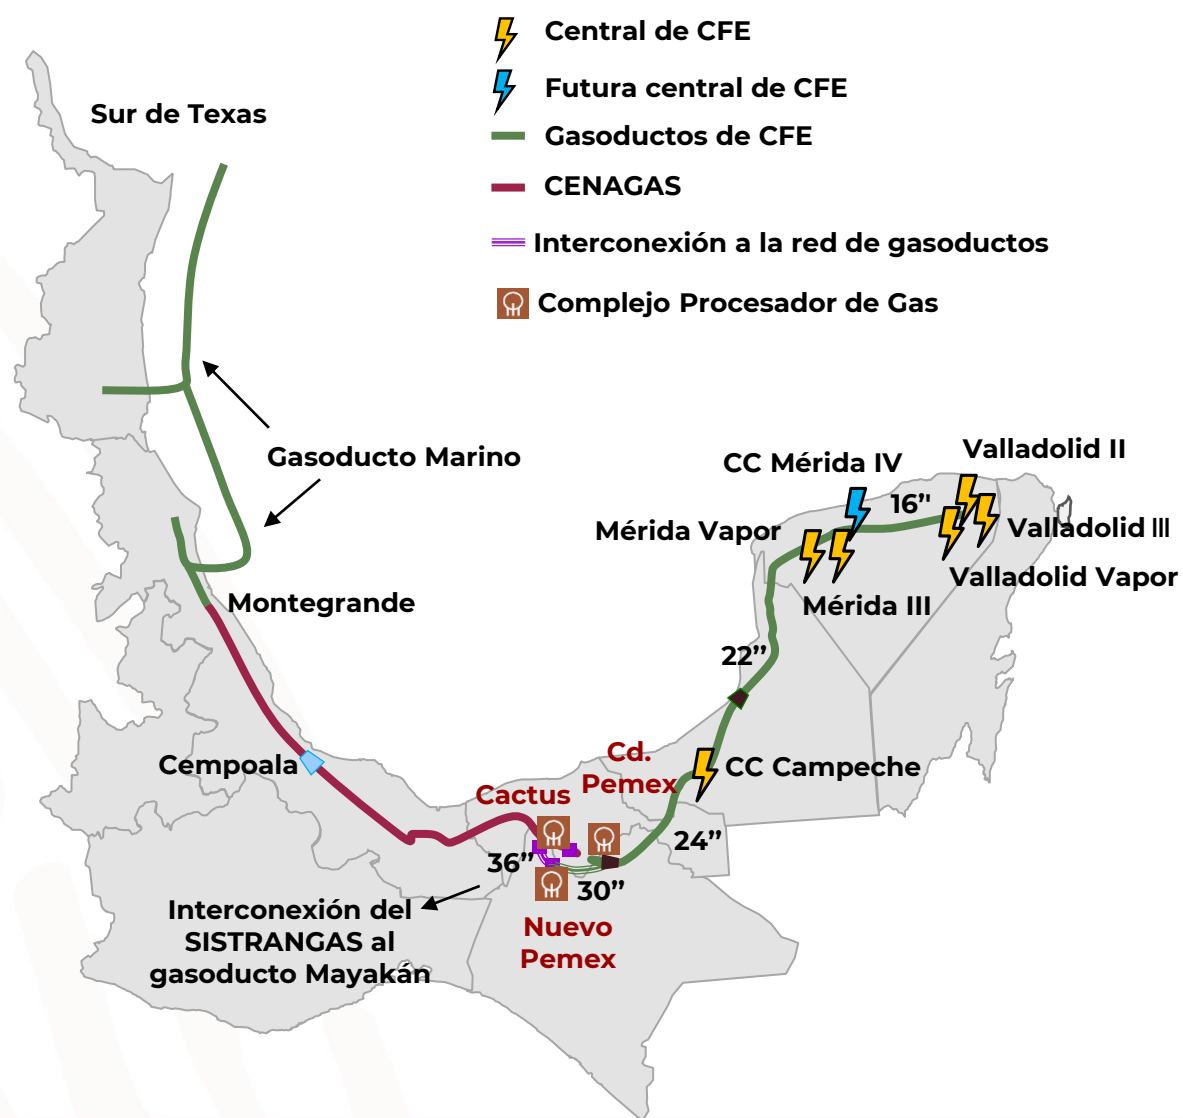 Central de CFE
Futura central de CFE
Gasoductos de CFE
CENAGAS
Interconexión a la red de gasoductos
Complejo Procesador de Gas
Sur de Texas
Gasoducto Marino
Montegrande
Cempoala
Valladolid II
CC Mérida IV
16"
Mérida Vapor
Valladolid III
Valladolid Vapor
Mérida III
22”
CC Campeche
Cd.
Pemex
Cactus
24”
36”
30”
Interconexión del
SISTRANGAS al
gasoducto Mayakán
Nuevo
Pemex